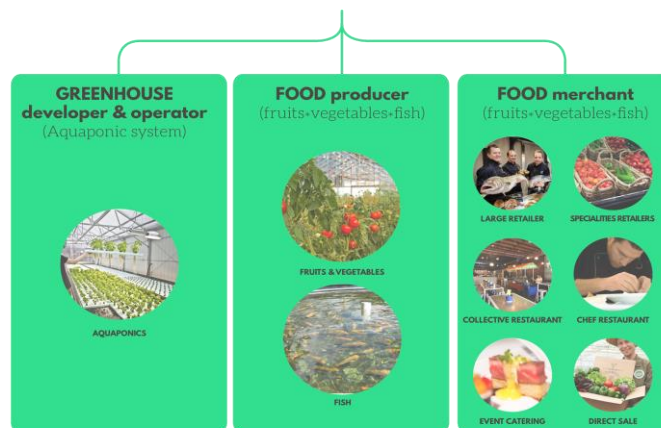 GREENHOUSE
developer & operator
(Aquaponic system)
AQUAPONICS
FOOD producer
(fruits+vegetables+fish)
FRUITS & VEGETABLES
FISH
FOOD merchant
(fruits+vegetables+fish)
LARGE RETAILER
SPECIALITIES RETAILERS
COLLECTIVE RESTAURANT
CHEF RESTAURANT
EVENT CATERING
DIRECT SALE